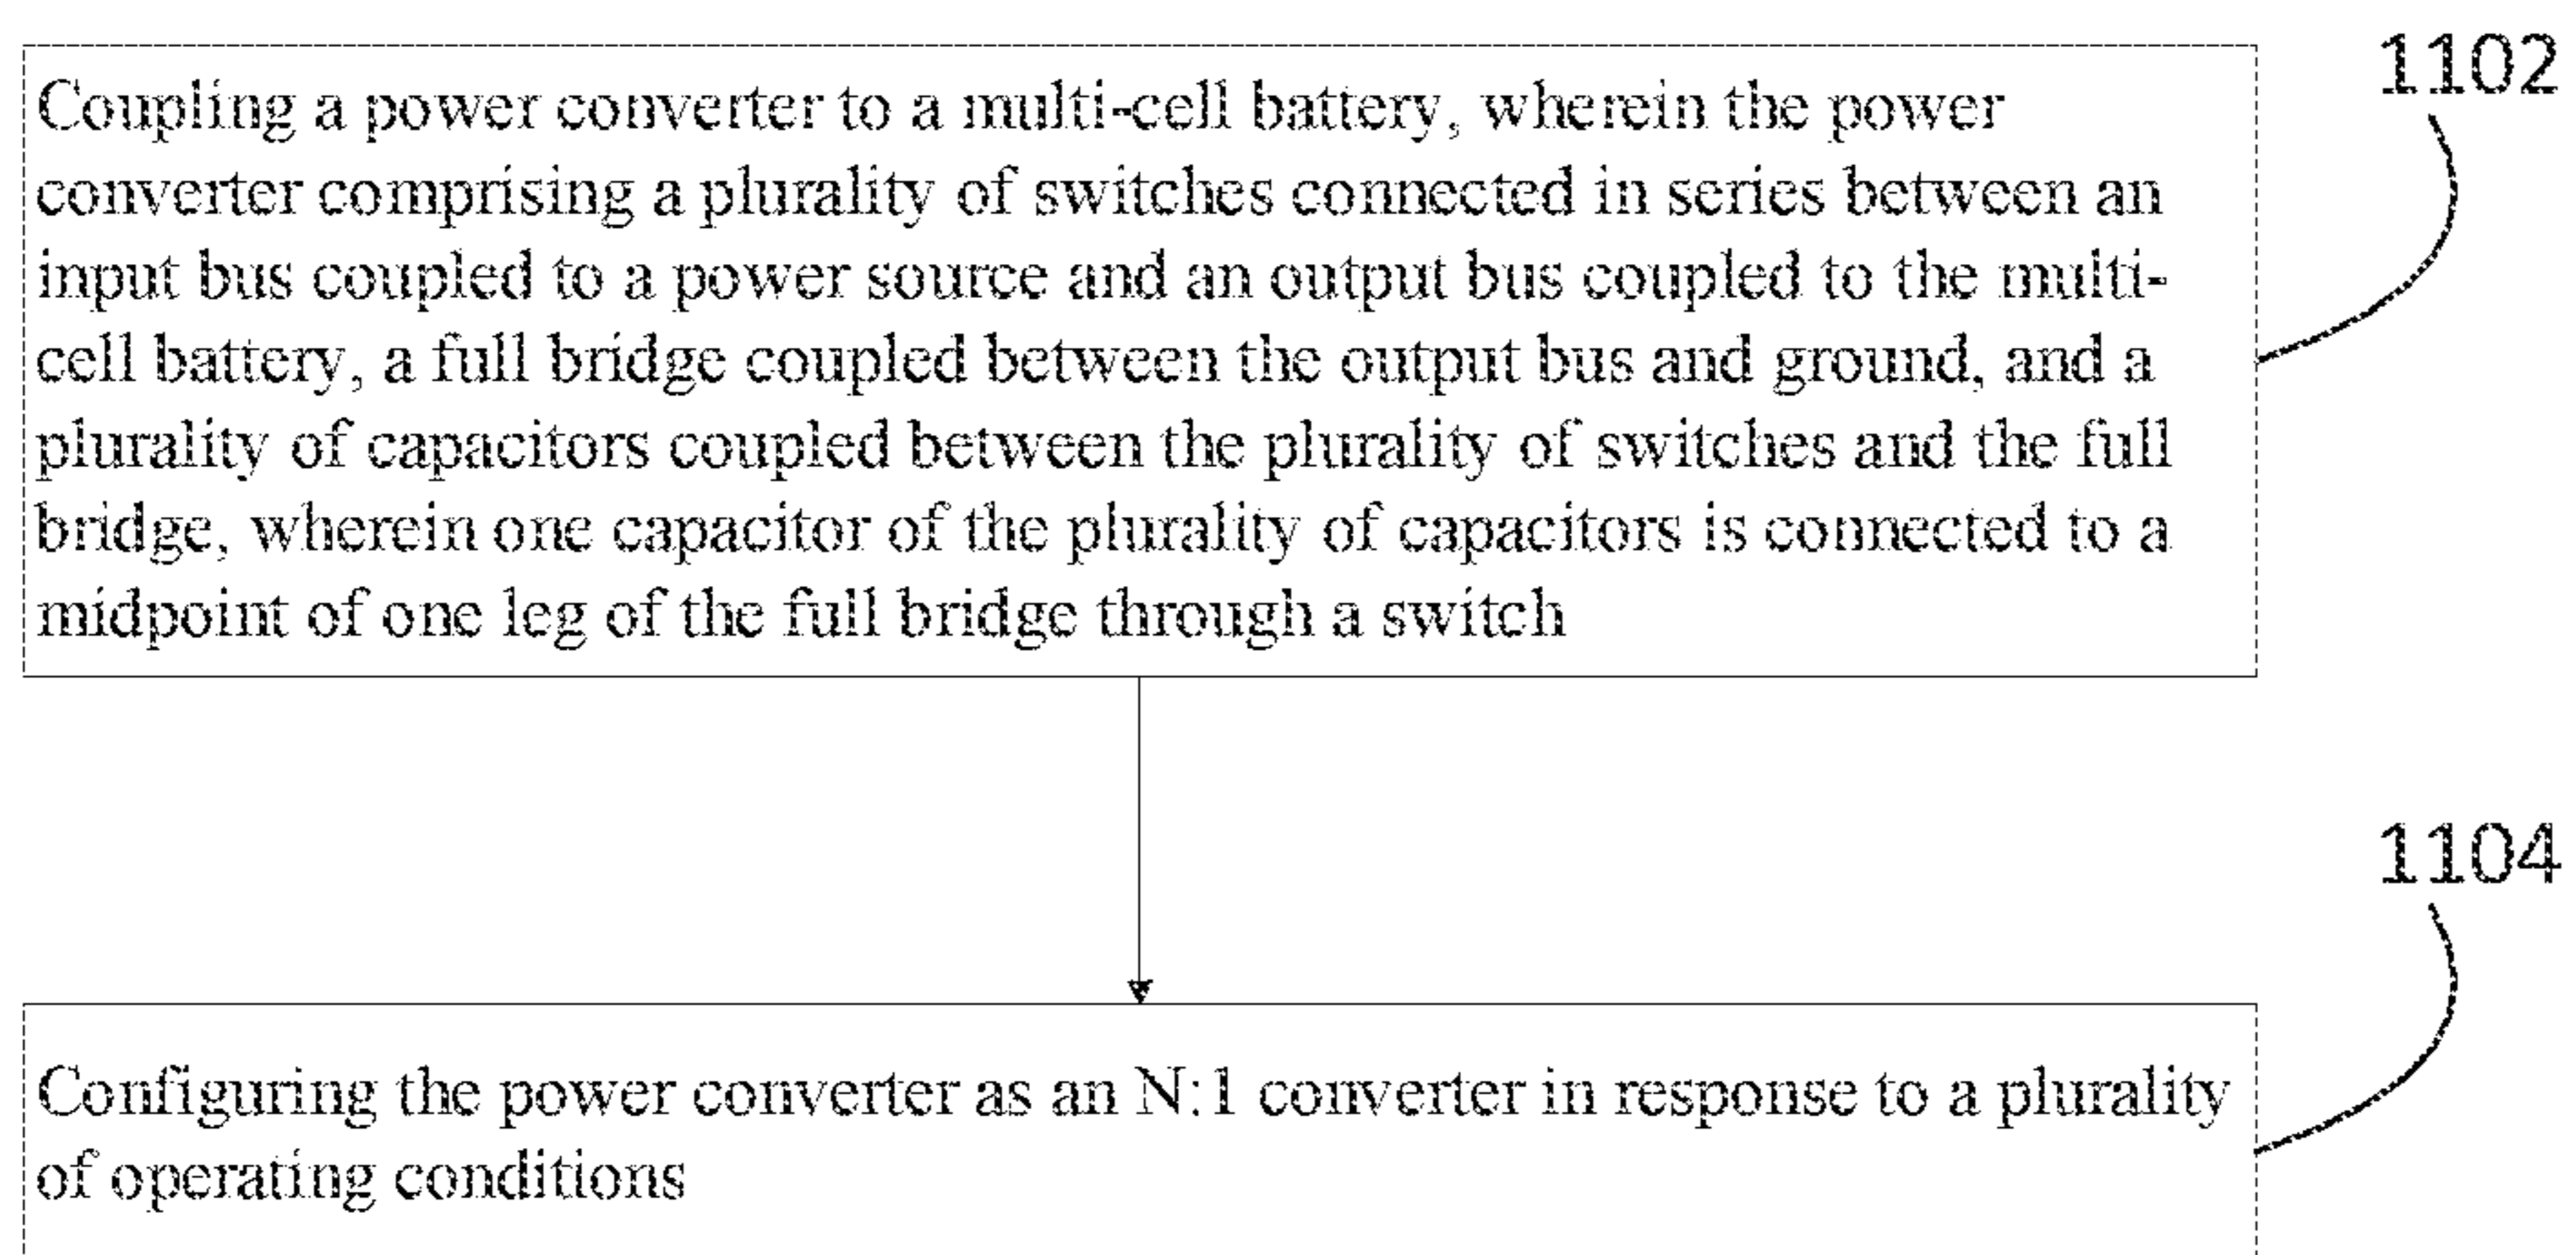 1102
Coupling a power converter to a multi-cell battery, wherein the power
converter comprising a plurality of switches connected in series between an
input bus coupled to a power source and an output bus coupled to the multi-
cell battery, a full bridge coupled between the output bus and ground, and a
plurality of capacitors coupled between the plurality of switches and the full
bridge, wherein one capacitor of the plurality of capacitors is connected to a
midpoint of one leg of the full bridge through a switch
1104
Configuring the power converter as an N:1 converter in response to a plurality
of operating conditions